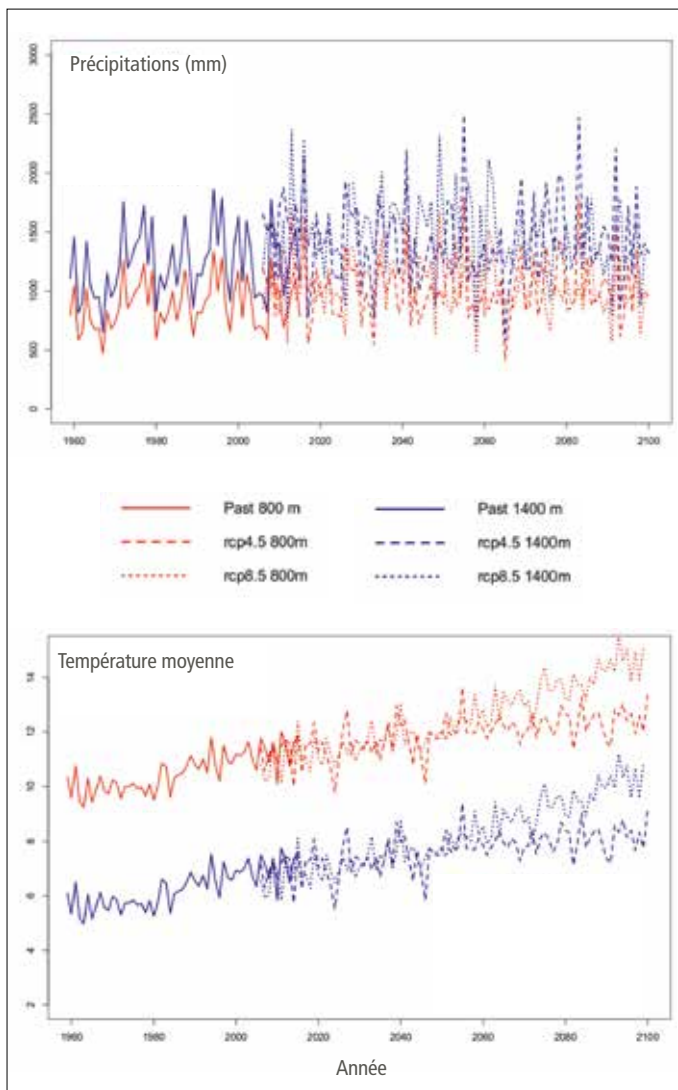 Précipitations (mm)
3000
2500
2000
1500
1000
500
0
1960 1980 2000 2020 2040 2060 2080 2100
Past 800 m Past 1400 m
rcp4.5 800m rcp4.5 1400m
rcp8.5 800m rcp8.5 1400m
Température moyenne
14
12
10
8
6
4
2
1960 1980 2000 2020 2040 2060 2080 2100
Année